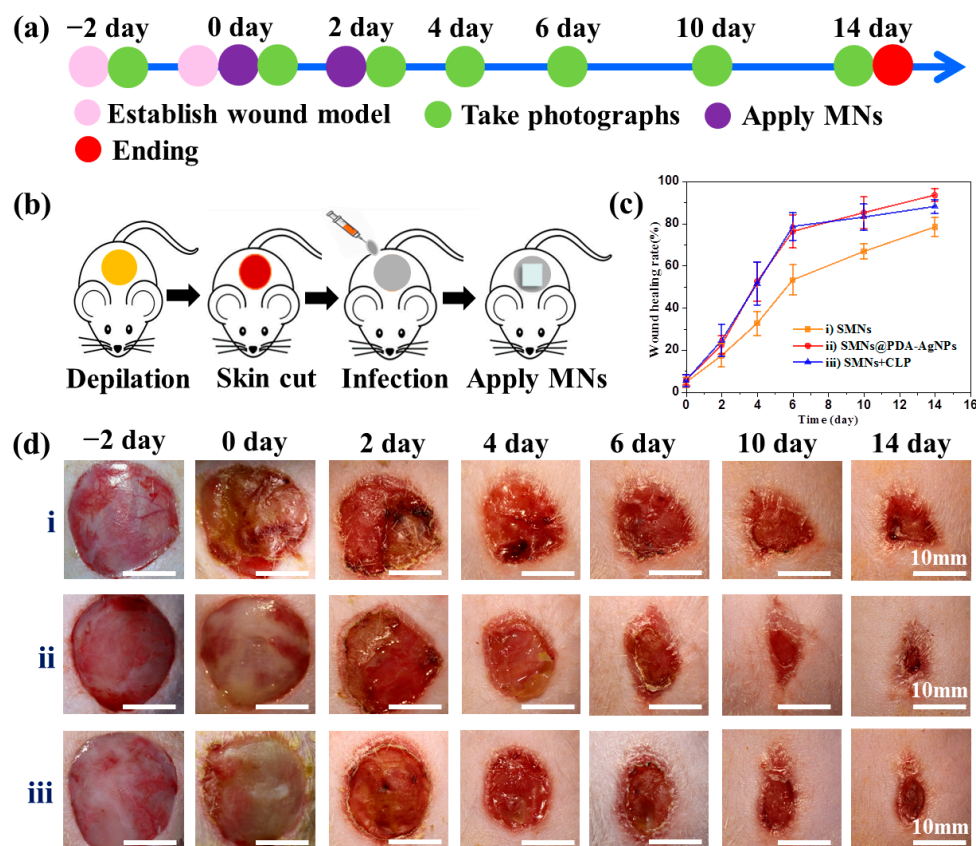 (a)
−2 day 0 day 2 day 4 day 6 day 10 day 14 day
Establish wound model Take photographs Apply MNs
Ending
(b)
Depilation Skin cut Infection Apply MNs
(c)
Wound healing rate(%)
100
80
60
40
20
0
i) SMNs
ii) SMNs@PDA-AgNPs
iii) SMNs+CLP
0 2 4 6 8 10 12 14 16
Time (day)
(d)
−2 day 0 day 2 day 4 day 6 day 10 day 14 day
i
10mm
ii
10mm
iii
10mm